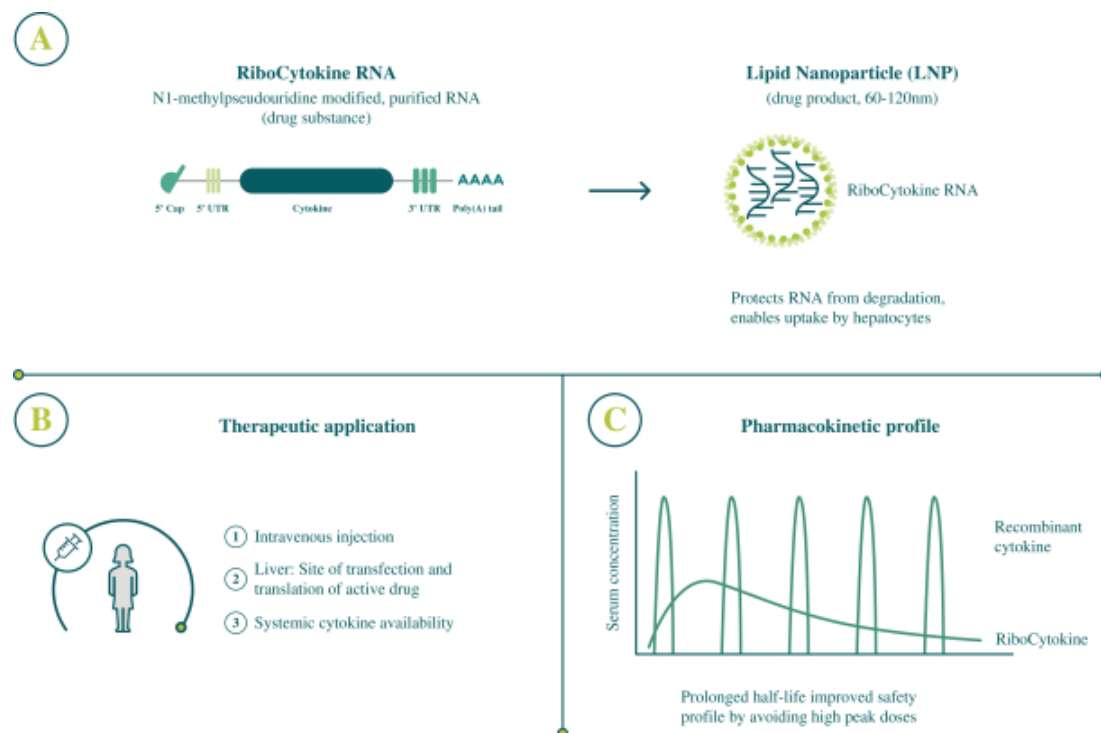 A
RiboCytokine RNA
N1-methylpseudouridine modified, purified RNA
(drug substance)
5' Cap 5' UTR Cytokine 3' UTR Poly(A) tail
AAAA
Lipid Nanoparticle (LNP)
(drug product, 60-120nm)
RiboCytokine RNA
Protects RNA from degradation,
enables uptake by hepatocytes
B
Therapeutic application
1 Intravenous injection
2 Liver: Site of transfection and
translation of active drug
3 Systemic cytokine availability
C
Pharmacokinetic profile
Serum concentration
Recombinant
cytokine
RiboCytokine
Prolonged half-life improved safety
profile by avoiding high peak doses